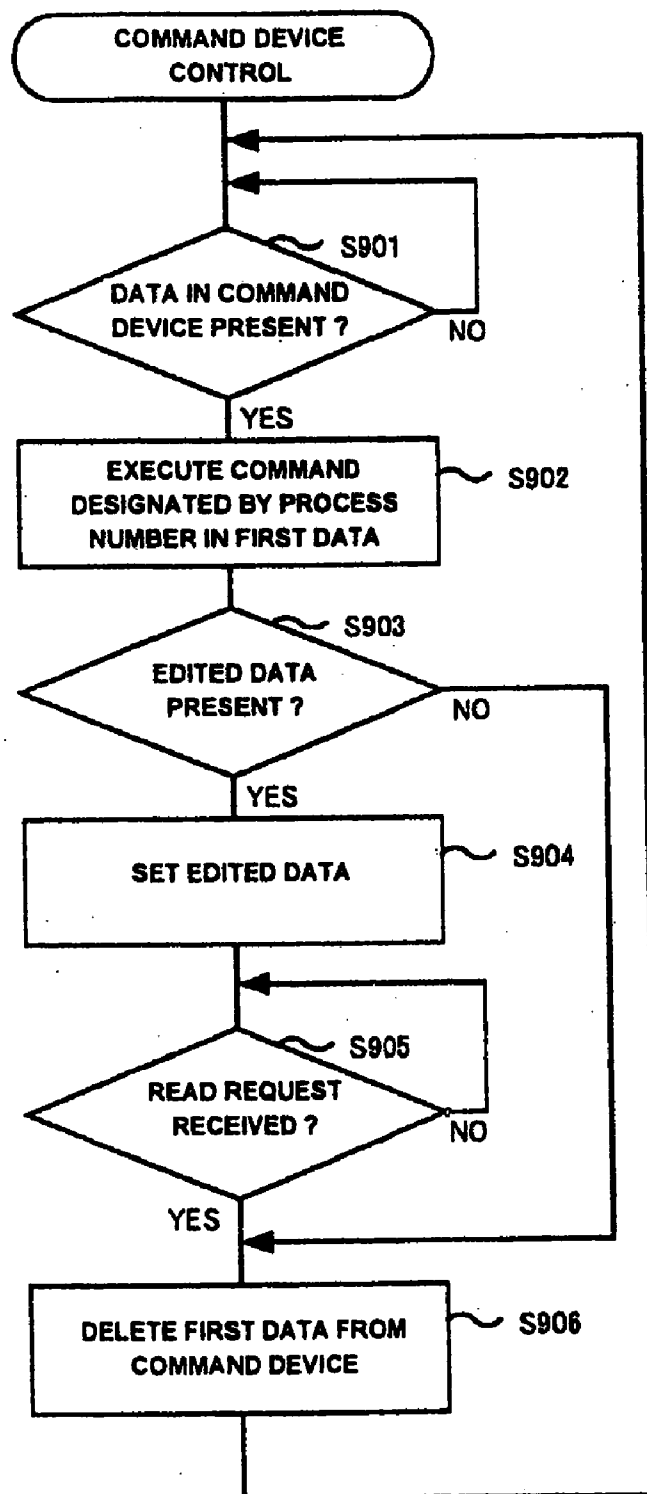 COMMAND DEVICE
CONTROL
S901
DATA IN COMMAND
DEVICE PRESENT ?
NO
YES
EXECUTE COMMAND
DESIGNATED BY PROCESS
NUMBER IN FIRST DATA
S902
S903
EDITED DATA
PRESENT ?
NO
YES
SET EDITED DATA
S904
S905
READ REQUEST
RECEIVED ?
NO
YES
DELETE FIRST DATA FROM
COMMAND DEVICE
S906